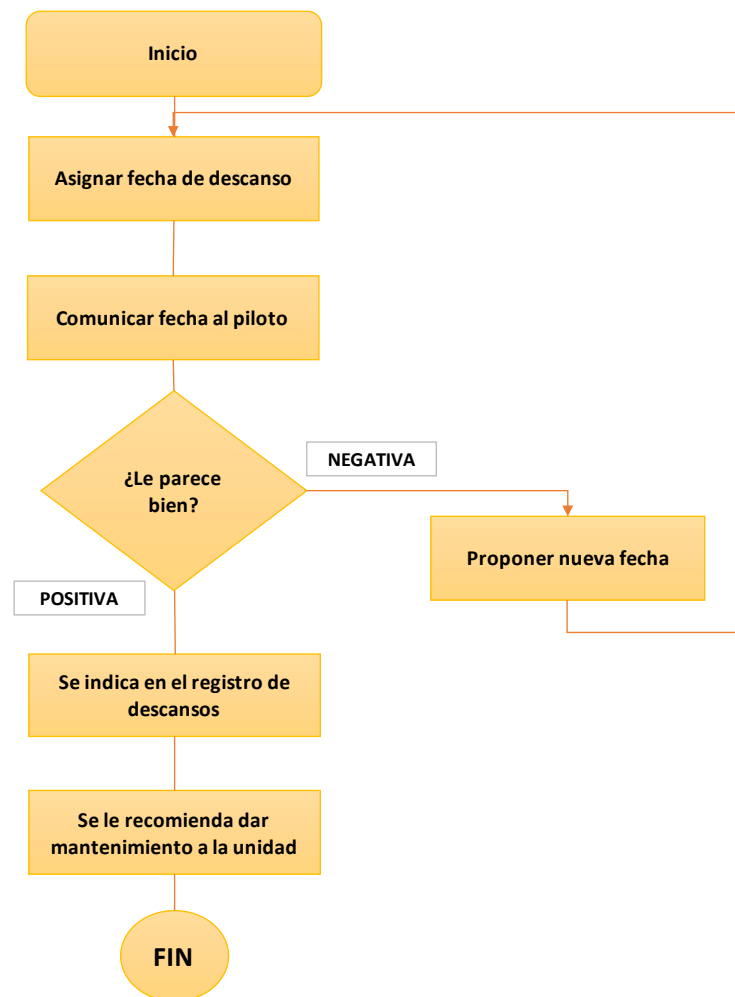 Inicio
Asignar fecha de descanso
Comunicar fecha al piloto
¿Le parece
bien?
NEGATIVA
Proponer nueva fecha
POSITIVA
Se indica en el registro de
descansos
Se le recomienda dar
mantenimiento a la unidad
FIN